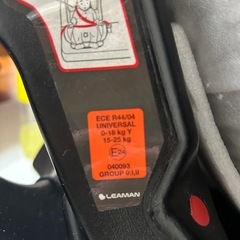 ECE R44/04
UNIVERSAL
0-18 kg Y
15-25 kg
E24
040093
GROUP 0,I,II
LEAMAN